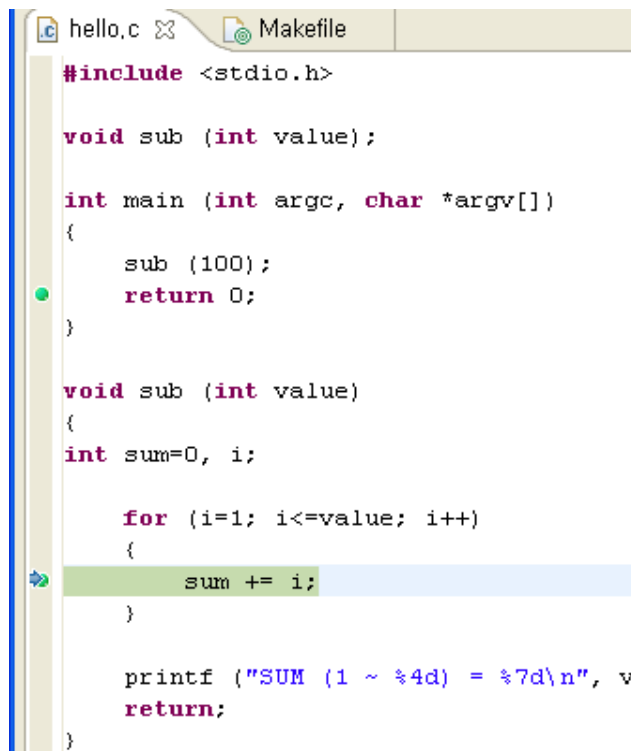 hello.c Makefile
#include <stdio.h>
void sub (int value);
int main (int argc, char *argv[])
{
sub (100);
return 0;
}
void sub (int value)
{
int sum=0, i;
for (i=1; i<=value; i++)
{
sum += i;
}
printf ("SUM (1 ~ %4d) = %7d\n", v
return;
}